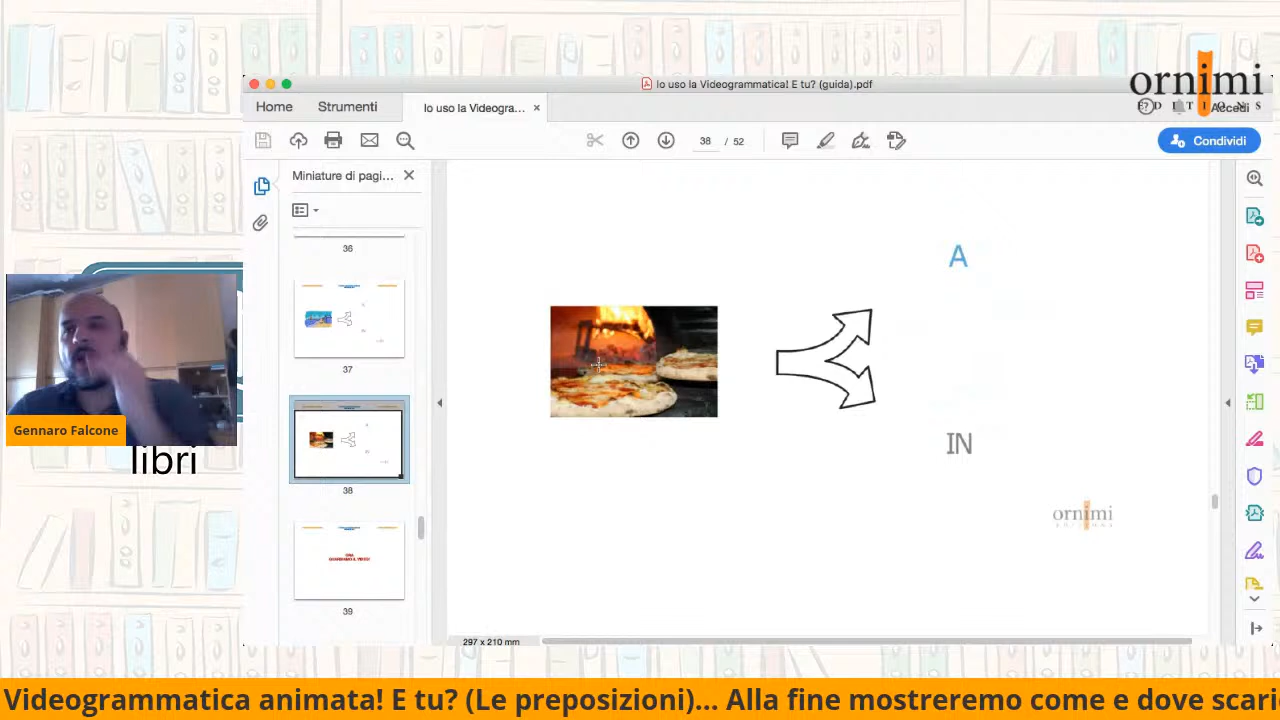 Io uso la Videogrammatica! E tu? (guida).pdf
ornimi
EDITIONS
Home
Strumenti
Io uso la Videogra...
Accedi
38 / 52
Condividi
Miniature di pagi...
36
37
38
39
A
IN
ornimi
297 x 210 mm
Gennaro Falcone
libri
Videogrammatica animata! E tu? (Le preposizioni)... Alla fine mostreremo come e dove scari